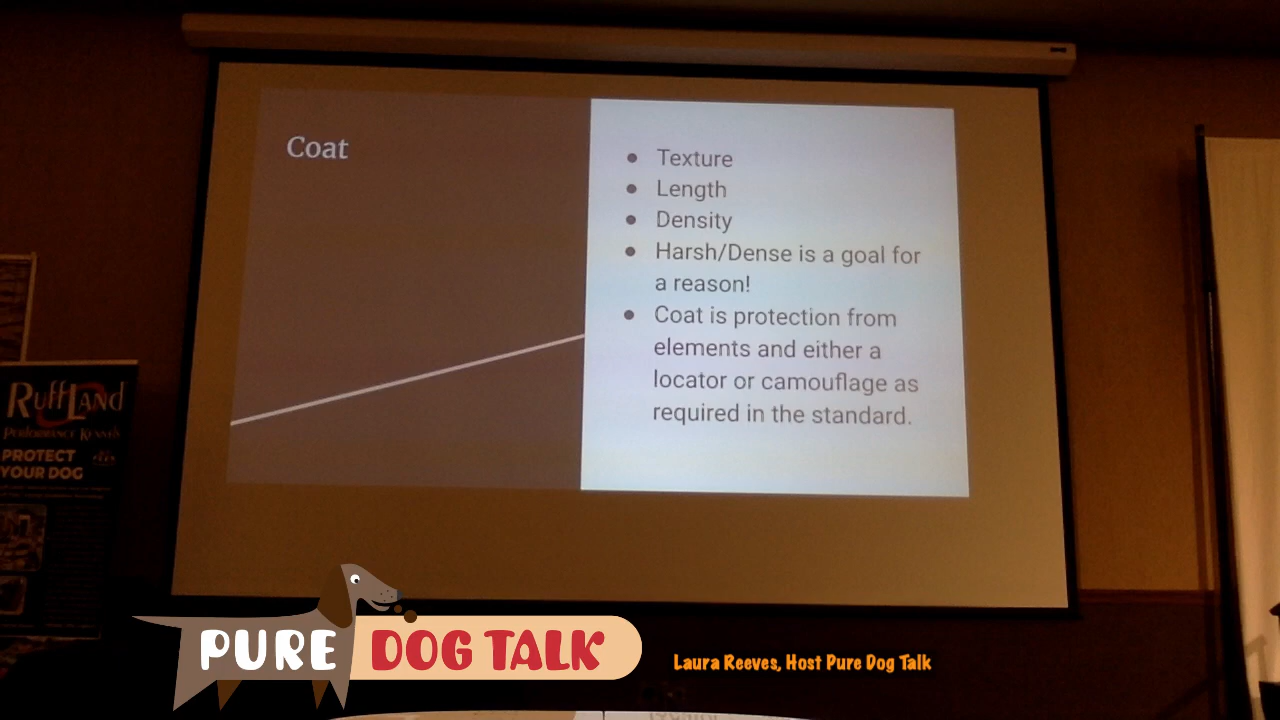 Coat
● Texture
● Length
● Density
● Harsh/Dense is a goal for
a reason!
● Coat is protection from
elements and either a
locator or camouflage as
required in the standard.
RUFFLAND
PERFORMANCE KENNELS
PROTECT
YOUR DOG
PURE DOG TALK
Laura Reeves, Host Pure Dog Talk